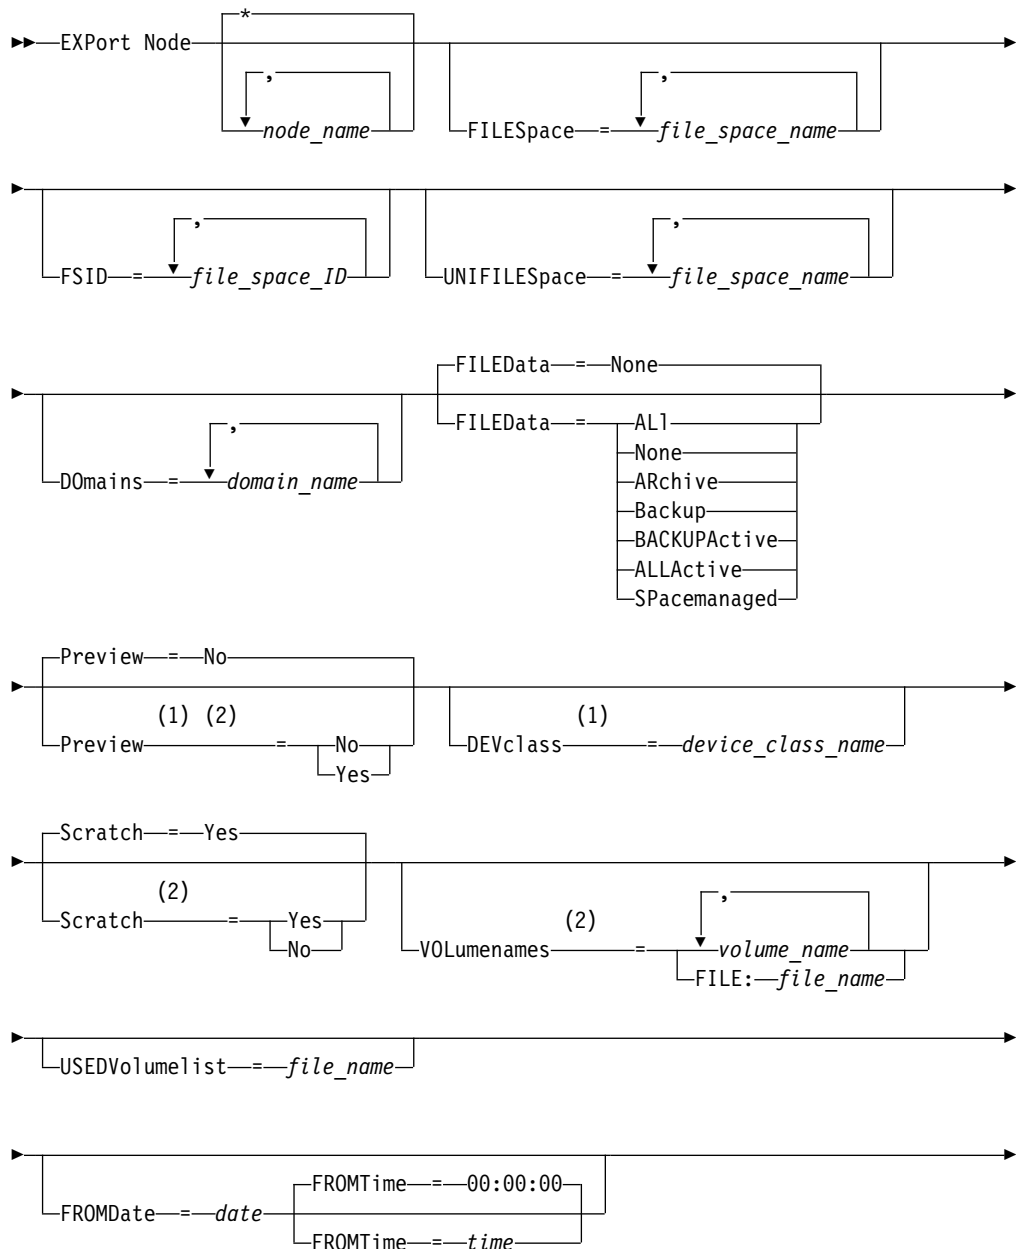 *
EXPort Node
, ,
node_name FILESpace = file_space_name
, ,
FSID = file_space_ID UNIFILESpace = file_space_name
FILEData = None
, FILEData = ALl
None
DOmains = domain_name ARchive
Backup
BACKUPActive
ALLActive
SPacemanaged
Preview = No
(1) (2) (1)
Preview = No DEVclass = device_class_name
Yes
Scratch = Yes
(2) ,
Scratch = Yes (2)
No VOLumenames = volume_name
FILE: file_name
USEDVolumelist = file_name
FROMTime = 00:00:00
FROMDate = date
FROMTime = time